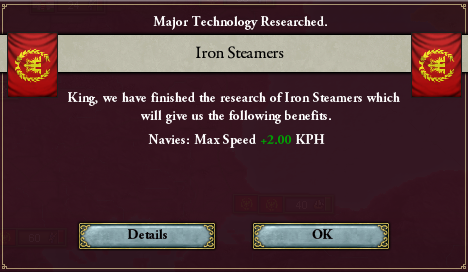 Major Technology Researched.
Iron Steamers
King, we have finished the research of Iron Steamers which
will give us the following benefits.
Navies: Max Speed +2.00 KPH
Details
OK